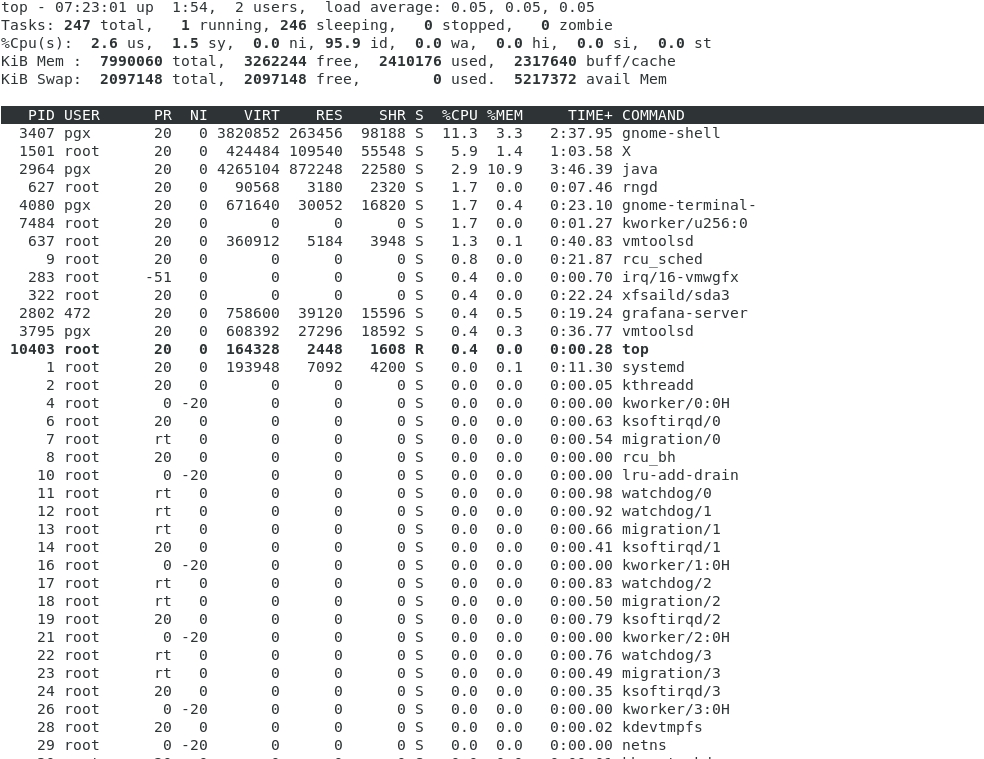 top - 07:23:01 up  1:54,  2 users,  load average: 0.05, 0.05, 0.05
Tasks: 247 total,   1 running, 246 sleeping,   0 stopped,   0 zombie
%Cpu(s):  2.6 us,  1.5 sy,  0.0 ni, 95.9 id,  0.0 wa,  0.0 hi,  0.0 si,  0.0 st
KiB Mem :  7990060 total,  3262244 free,  2410176 used,  2317640 buff/cache
KiB Swap:  2097148 total,  2097148 free,        0 used.  5217372 avail Mem
PID USER      PR  NI    VIRT    RES    SHR S  %CPU %MEM     TIME+ COMMAND
3407 pgx       20   0 3820852 263456  98188 S  11.3  3.3   2:37.95 gnome-shell
1501 root      20   0  424484 109540  55548 S   5.9  1.4   1:03.58 X
2964 pgx       20   0 4265104 872248  22580 S   2.9 10.9   3:46.39 java
627 root      20   0   90568   3180   2320 S   1.7  0.0   0:07.46 rngd
4080 pgx       20   0  671640  30052  16820 S   1.7  0.4   0:23.10 gnome-terminal-
7484 root      20   0       0      0      0 S   1.7  0.0   0:01.27 kworker/u256:0
637 root      20   0  360912   5184   3948 S   1.3  0.1   0:40.83 vmtoolsd
9 root      20   0       0      0      0 S   0.8  0.0   0:21.87 rcu_sched
283 root     -51   0       0      0      0 S   0.4  0.0   0:00.70 irq/16-vmwgfx
322 root      20   0       0      0      0 S   0.4  0.0   0:22.24 xfsaild/sda3
2802 472       20   0  758600  39120  15596 S   0.4  0.5   0:19.24 grafana-server
3795 pgx       20   0  608392  27296  18592 S   0.4  0.3   0:36.77 vmtoolsd
10403 root      20   0  164328   2448   1608 R   0.4  0.0   0:00.28 top
1 root      20   0  193948   7092   4200 S   0.0  0.1   0:11.30 systemd
2 root      20   0       0      0      0 S   0.0  0.0   0:00.05 kthreadd
4 root       0 -20       0      0      0 S   0.0  0.0   0:00.00 kworker/0:0H
6 root      20   0       0      0      0 S   0.0  0.0   0:00.63 ksoftirqd/0
7 root      rt   0       0      0      0 S   0.0  0.0   0:00.54 migration/0
8 root      20   0       0      0      0 S   0.0  0.0   0:00.00 rcu_bh
10 root       0 -20       0      0      0 S   0.0  0.0   0:00.00 lru-add-drain
11 root      rt   0       0      0      0 S   0.0  0.0   0:00.98 watchdog/0
12 root      rt   0       0      0      0 S   0.0  0.0   0:00.92 watchdog/1
13 root      rt   0       0      0      0 S   0.0  0.0   0:00.66 migration/1
14 root      20   0       0      0      0 S   0.0  0.0   0:00.41 ksoftirqd/1
16 root       0 -20       0      0      0 S   0.0  0.0   0:00.00 kworker/1:0H
17 root      rt   0       0      0      0 S   0.0  0.0   0:00.83 watchdog/2
18 root      rt   0       0      0      0 S   0.0  0.0   0:00.50 migration/2
19 root      20   0       0      0      0 S   0.0  0.0   0:00.79 ksoftirqd/2
21 root       0 -20       0      0      0 S   0.0  0.0   0:00.00 kworker/2:0H
22 root      rt   0       0      0      0 S   0.0  0.0   0:00.76 watchdog/3
23 root      rt   0       0      0      0 S   0.0  0.0   0:00.49 migration/3
24 root      20   0       0      0      0 S   0.0  0.0   0:00.35 ksoftirqd/3
26 root       0 -20       0      0      0 S   0.0  0.0   0:00.00 kworker/3:0H
28 root      20   0       0      0      0 S   0.0  0.0   0:00.02 kdevtmpfs
29 root       0 -20       0      0      0 S   0.0  0.0   0:00.00 netns